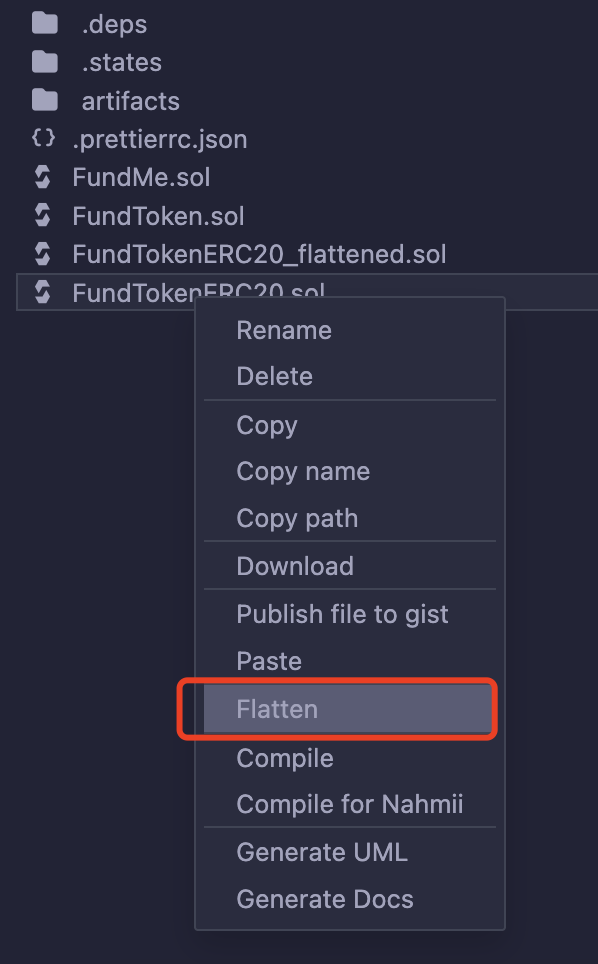 .deps
.states
artifacts
.prettierrc.json
FundMe.sol
FundToken.sol
FundTokenERC20_flattened.sol
FundTokenERC20.sol
Rename
Delete
Copy
Copy name
Copy path
Download
Publish file to gist
Paste
Flatten
Compile
Compile for Nahmii
Generate UML
Generate Docs